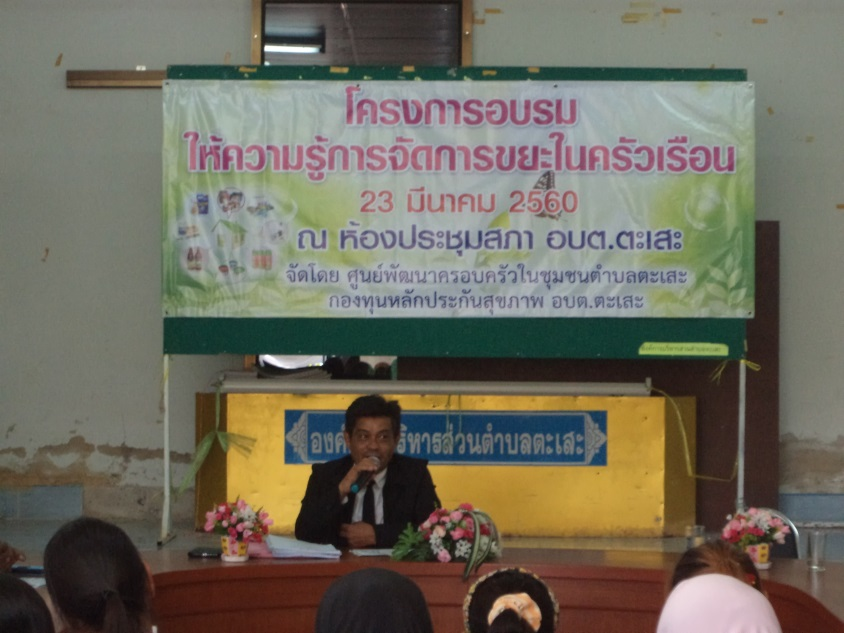 โครงการอบรม
ให้ความรู้การจัดการขยะในครัวเรือน
23 มีนาคม 2560
ณ ห้องประชุมสภา อบต.ตะเสะ
จัดโดย ศูนย์พัฒนาครอบครัวในชุมชนตำบลตะเสะ
กองทุนหลักประกันสุขภาพ อบต.ตะเสะ
องค์ ริหารส่วนตำบลตะเสะ